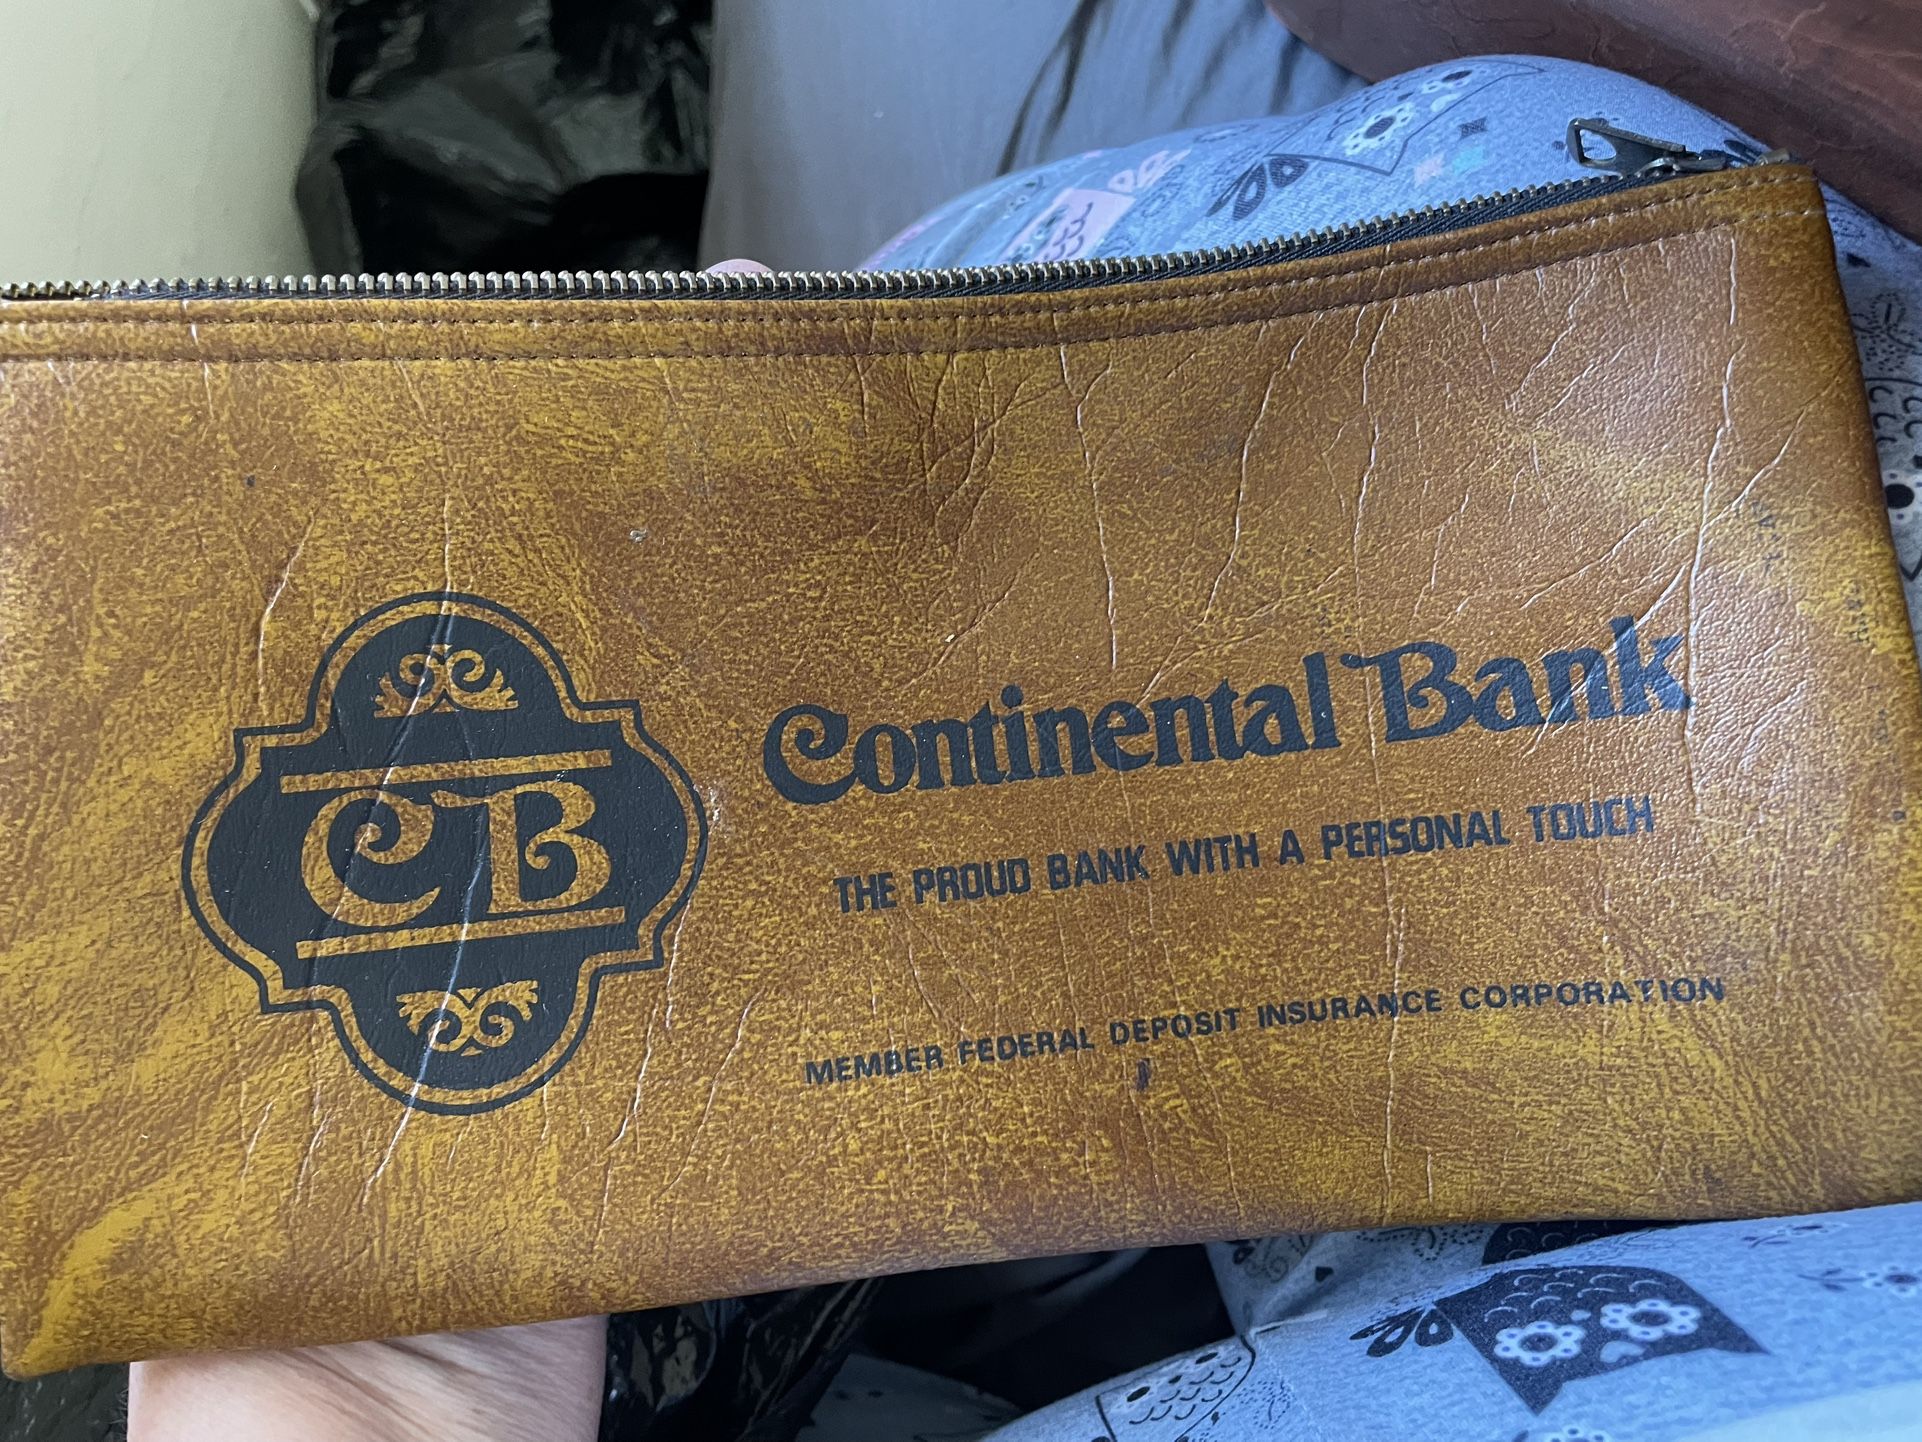 CB
Continental Bank
THE PROUD BANK WITH A PERSONAL TOUCH
MEMBER FEDERAL DEPOSIT INSURANCE CORPORATION